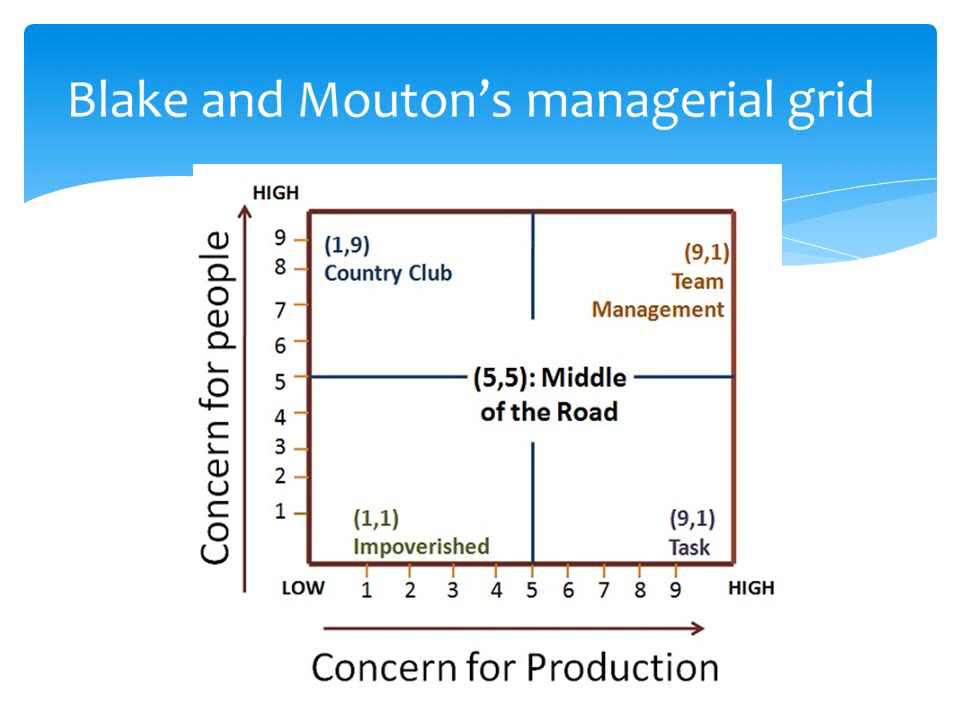 Blake and Mouton’s managerial grid
HIGH
Concern for people
9
8
7
6
5
4
3
2
1
(1,9)
Country Club
(9,1)
Team
Management
(5,5): Middle
of the Road
(1,1)
Impoverished
(9,1)
Task
LOW 1 2 3 4 5 6 7 8 9 HIGH
Concern for Production